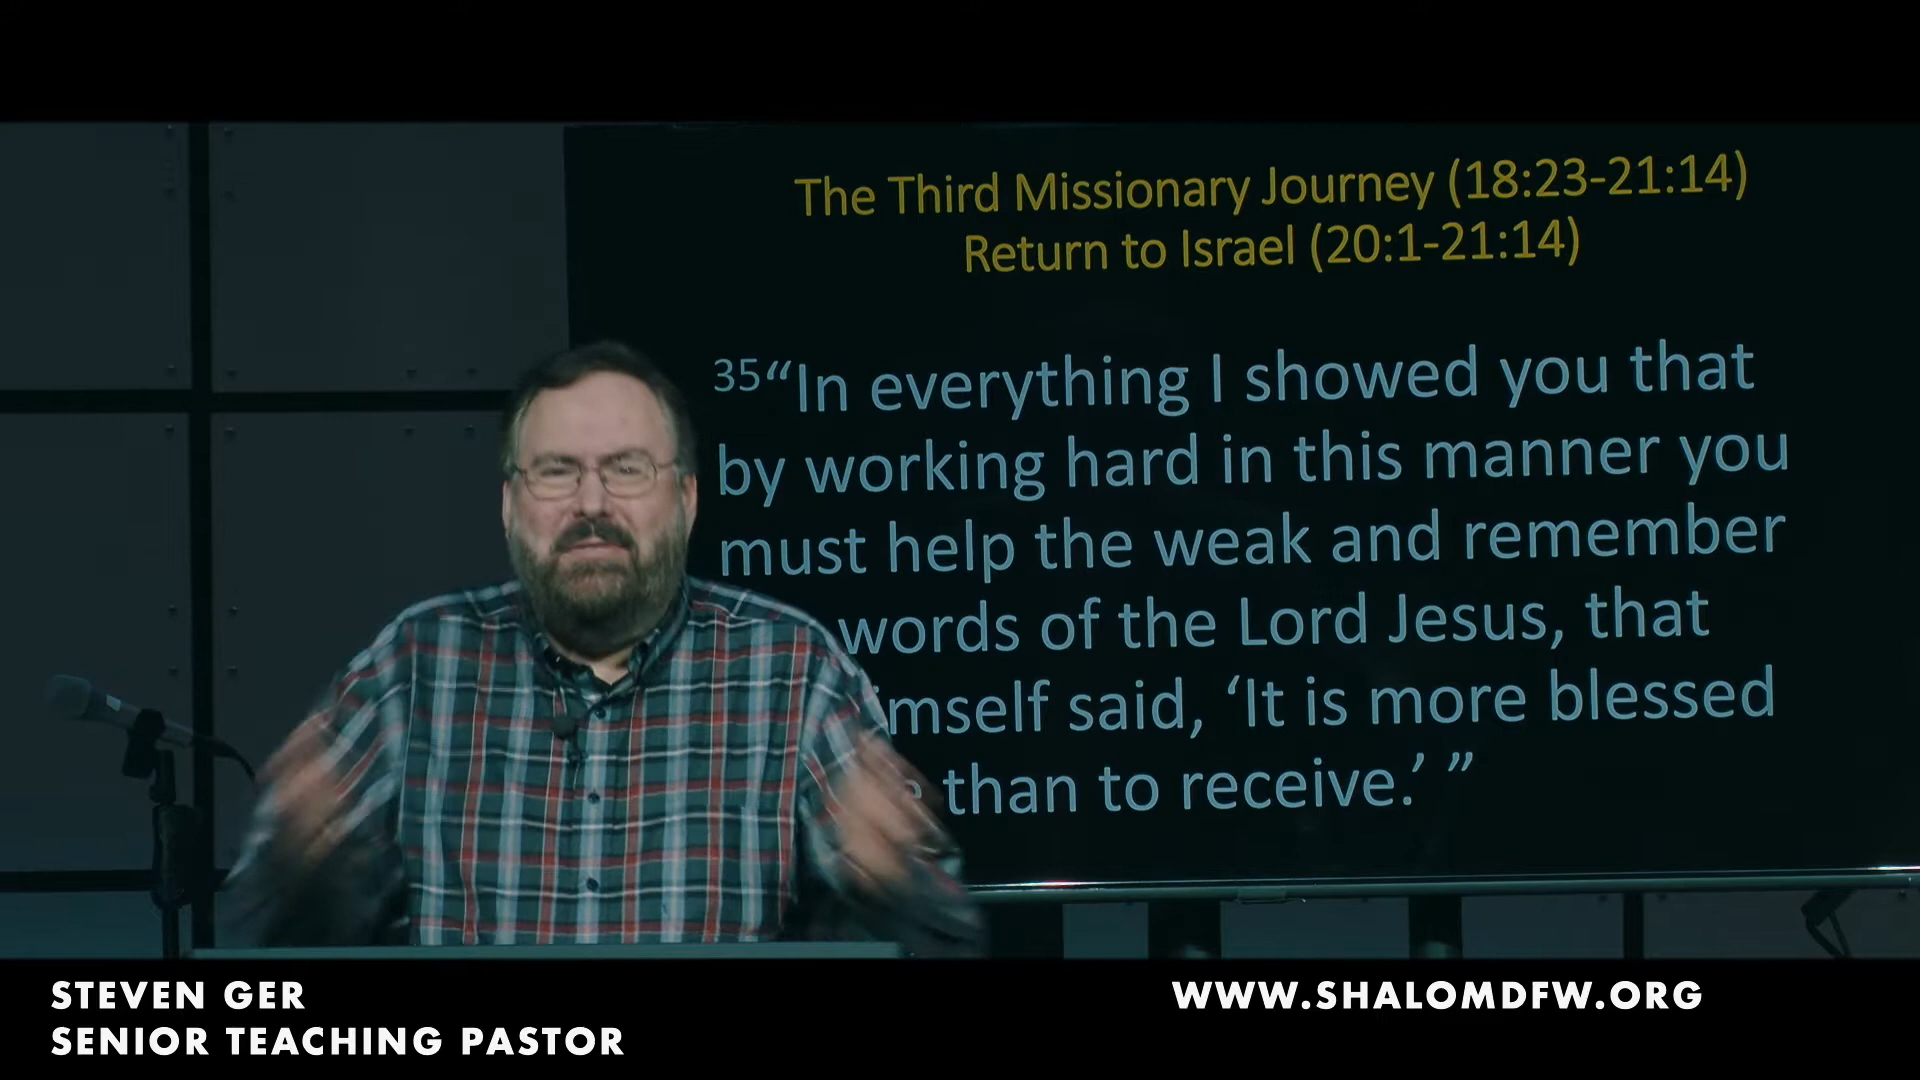 The Third Missionary Journey (18:23-21:14)
Return to Israel (20:1-21:14)
35“In everything I showed you that
by working hard in this manner you
must help the weak and remember
words of the Lord Jesus, that
said, ‘It is more blessed
than to receive.’ ”
STEVEN GER
SENIOR TEACHING PASTOR
WWW.SHALOMDFW.ORG